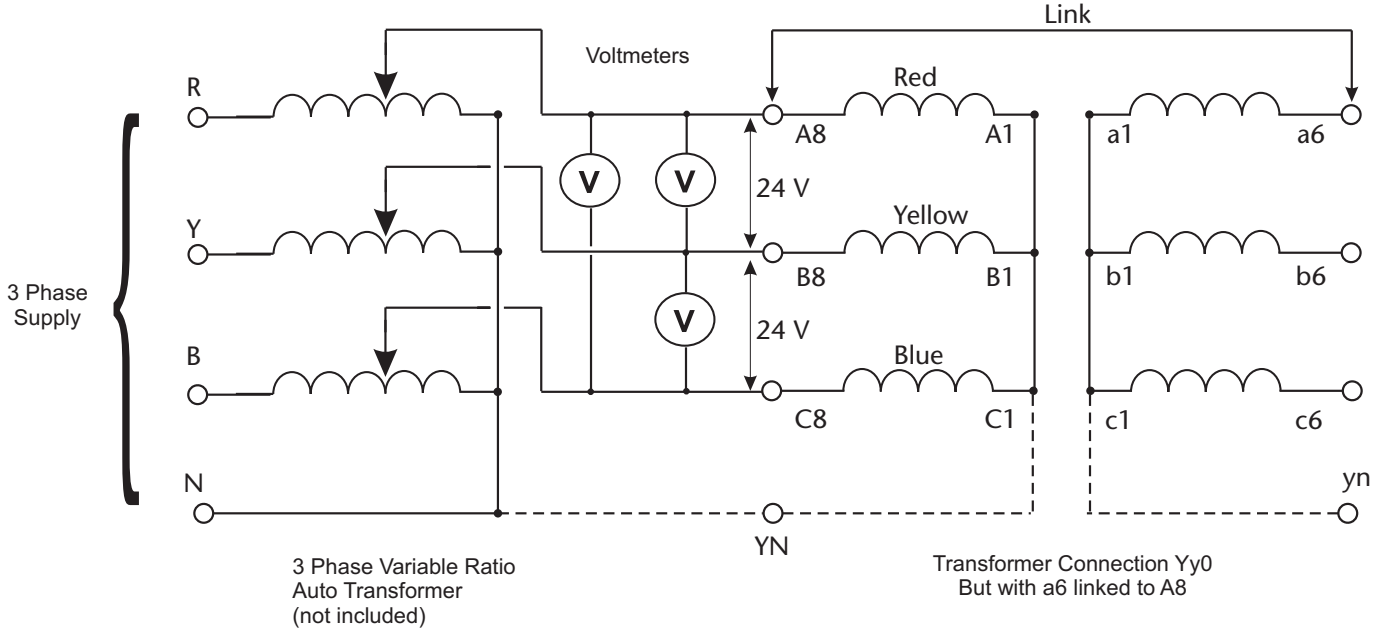 Link
Voltmeters
R
Red
A8
A1
a1
a6
V
V
24 V
Y
Yellow
B8
B1
b1
b6
3 Phase
Supply
V
24 V
B
Blue
C8
C1
c1
c6
N
yn
YN
3 Phase Variable Ratio
Auto Transformer
(not included)
Transformer Connection Yy0
But with a6 linked to A8